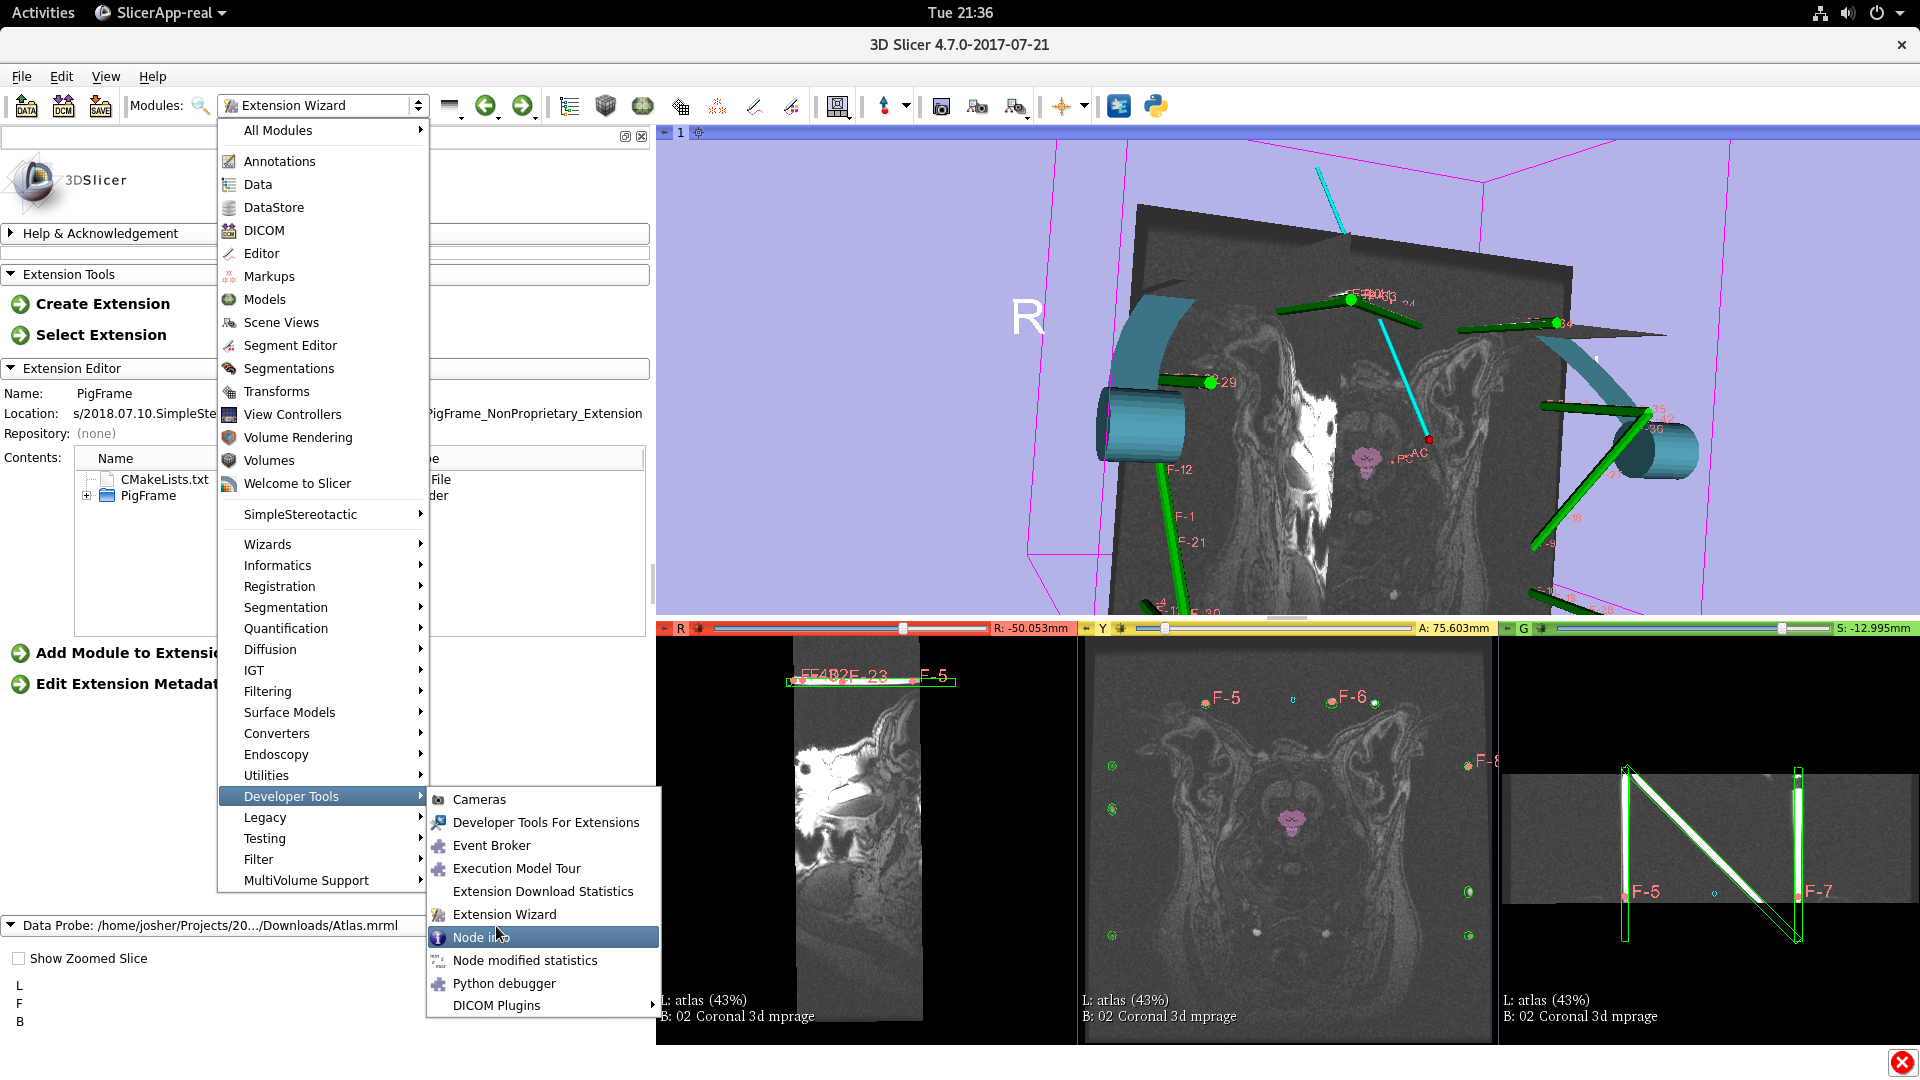 Activities
SlicerApp-real
Tue 21:36
3D Slicer 4.7.0-2017-07-21
File Edit View Help
DATA
DCM
SAVE
Modules:
Extension Wizard
All Modules
Annotations
Data
DataStore
DICOM
Editor
Markups
Models
Scene Views
Segment Editor
Segmentations
Transforms
View Controllers
Volume Rendering
Volumes
Welcome to Slicer
SimpleStereotactic
Wizards
Informatics
Registration
Segmentation
Quantification
Diffusion
IGT
Filtering
Surface Models
Converters
Endoscopy
Utilities
Developer Tools
Legacy
Testing
Filter
MultiVolume Support
Cameras
Developer Tools For Extensions
Event Broker
Execution Model Tour
Extension Download Statistics
Extension Wizard
Node info
Node modified statistics
Python debugger
DICOM Plugins
3DSlicer
Help & Acknowledgement
Extension Tools
Create Extension
Select Extension
Extension Editor
Name: PigFrame
Location: s/2018.07.10.SimpleSte
PigFrame_NonProprietary_Extension
Repository: (none)
Contents:
Name
CMakeLists.txt
File
PigFrame
der
Add Module to Extensi
Edit Extension Metadat
Data Probe: /home/josher/Projects/20.../Downloads/Atlas.mrml
Show Zoomed Slice
L
F
B
1
R
F-29
F-12
F-1
F-21
F-30
AC
35
-36
R
R: -50.053mm
F-23
F-5
L: atlas (43%)
B: 02 Coronal 3d mprage
Y
A: 75.603mm
F-5
F-6
L: atlas (43%)
B: 02 Coronal 3d mprage
G
S: -12.995mm
F-5
F-7
L: atlas (43%)
B: 02 Coronal 3d mprage